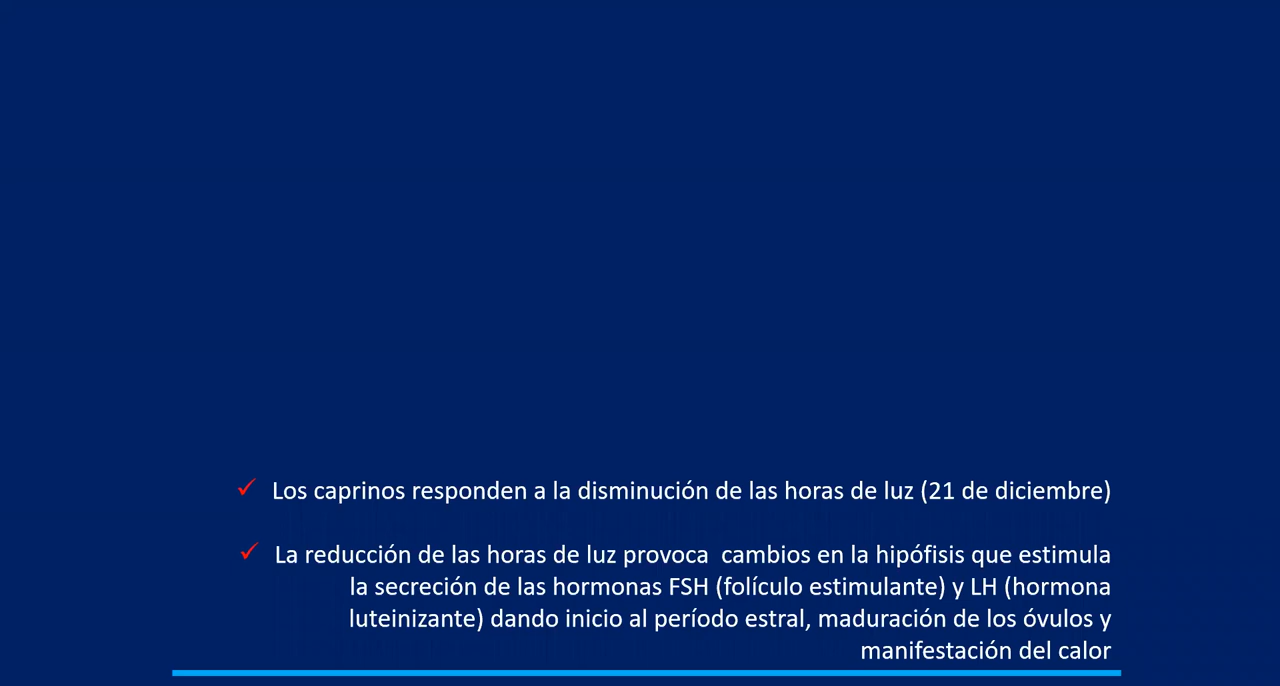 ✓ Los caprinos responden a la disminución de las horas de luz (21 de diciembre)
✓ La reducción de las horas de luz provoca  cambios en la hipófisis que estimula
la secreción de las hormonas FSH (folículo estimulante) y LH (hormona
luteinizante) dando inicio al período estral, maduración de los óvulos y
manifestación del calor